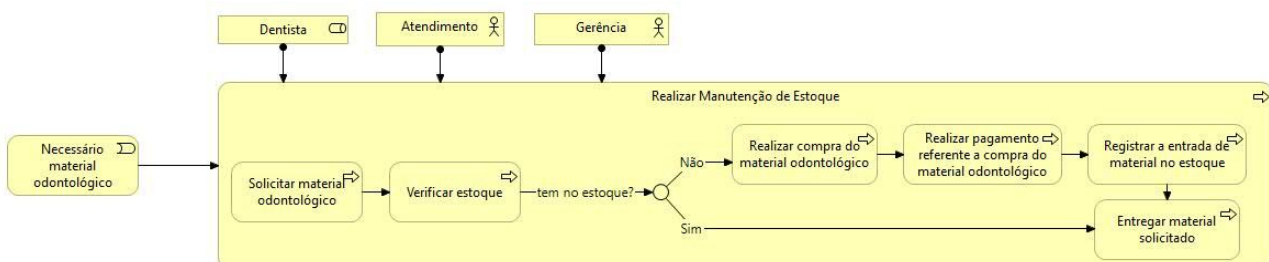 Dentista
Atendimento
Gerência
Realizar Manutenção de Estoque
Necessário
material
odontológico
Solicitar material
odontológico
Verificar estoque
tem no estoque?
Não
Sim
Realizar compra do
material odontológico
Realizar pagamento
referente a compra do
material odontológico
Registrar a entrada de
material no estoque
Entregar material
solicitado